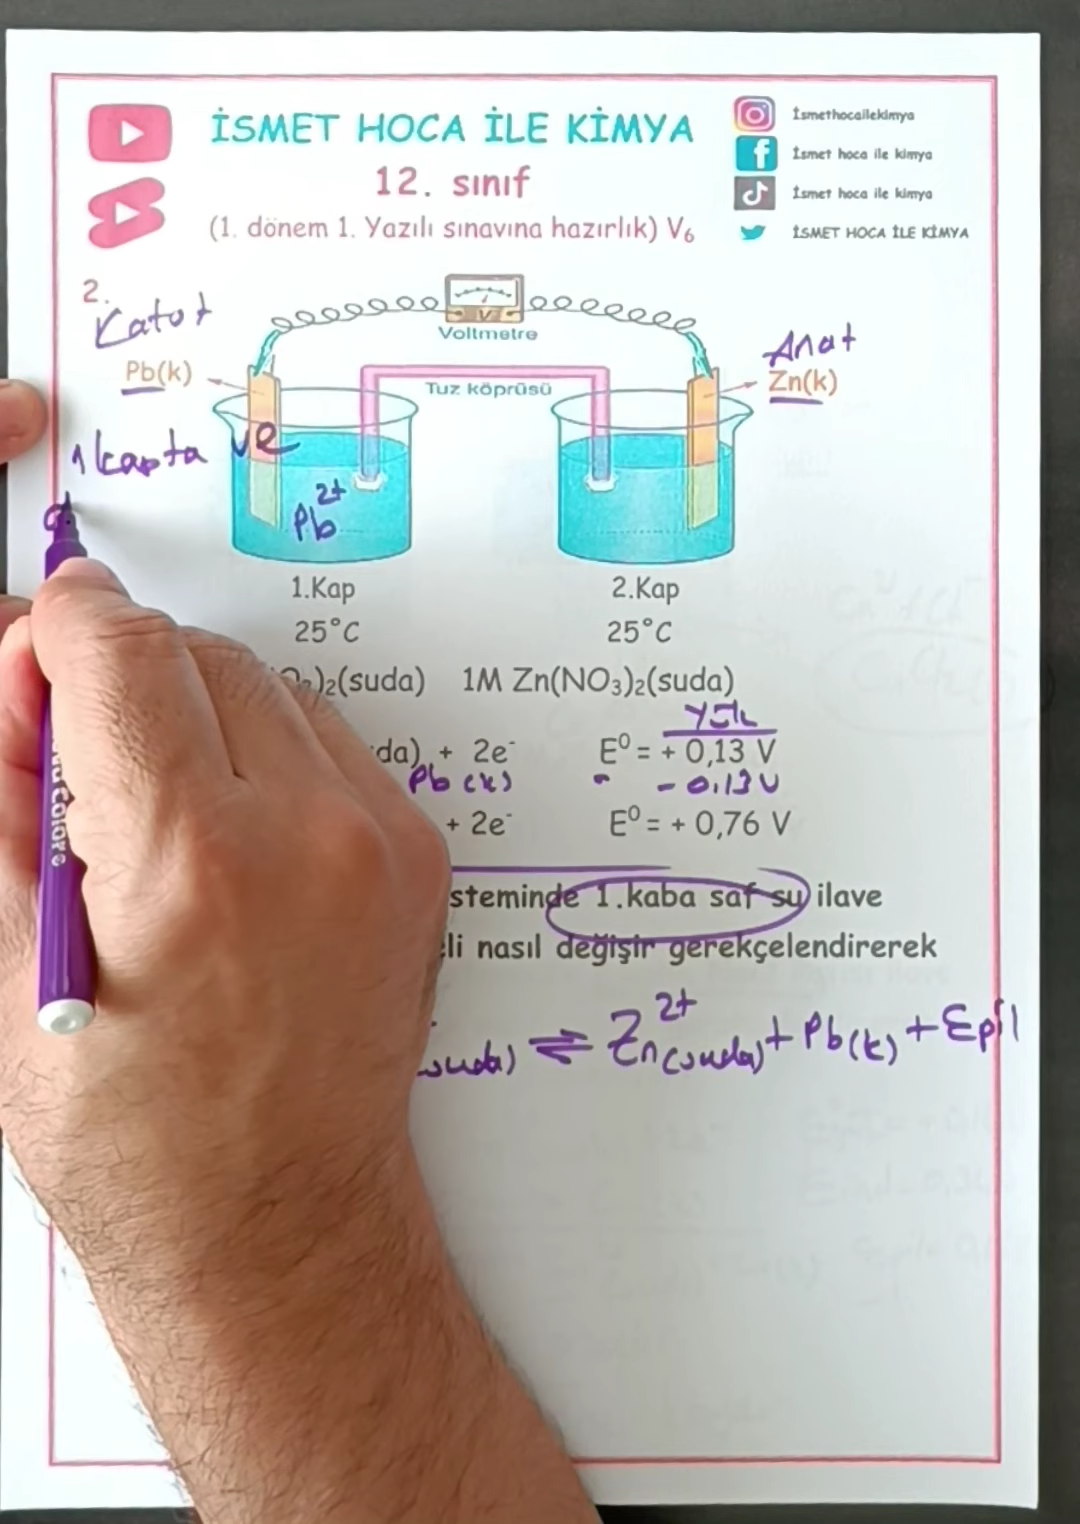 İSMET HOCA İLE KİMYA
12. sınıf
(1. dönem 1. Yazılı sınavına hazırlık) V6
İsmethocailekimya
İsmet hoca ile kimya
İsmet hoca ile kimya
İSMET HOCA İLE KİMYA
2.
Katot
Voltmetre
V
Anot
Pb(k)
Tuz köprüsü
Zn(k)
1 kapta ve
Pb²⁺
1.Kap 2.Kap
25°C 25°C
)₂(suda) 1M Zn(NO₃)₂(suda)
Yük
da) + 2e⁻ E⁰ = + 0,13 V
Pb(k) " - 0,13 V
+ 2e⁻ E⁰ = + 0,76 V
steminde 1.kaba saf su ilave
li nasıl değişir gerekçelendirerek
suda) ⇌ Zn²⁺(suda) + Pb(k) + Epil